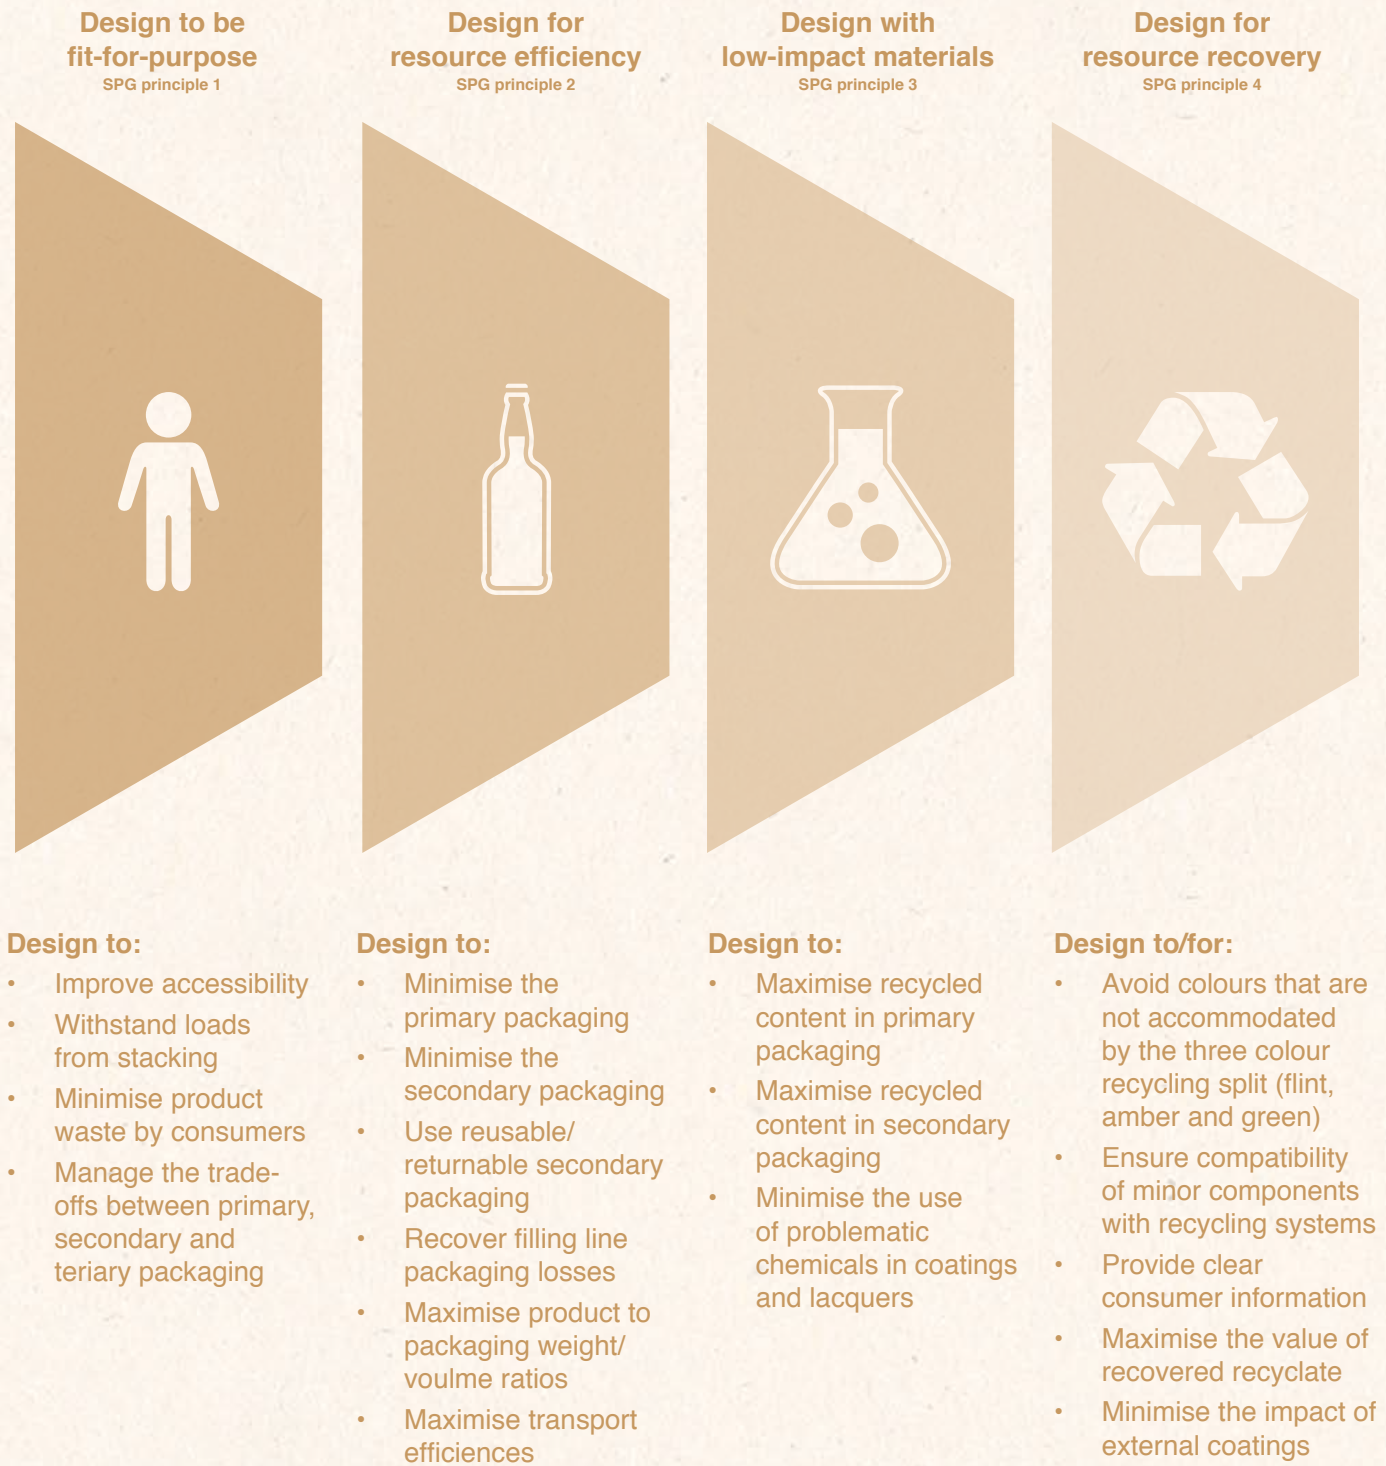 Design to be
fit-for-purpose
SPG principle 1
Design for
resource efficiency
SPG principle 2
Design with
low-impact materials
SPG principle 3
Design for
resource recovery
SPG principle 4
Design to:
• Improve accessibility
• Withstand loads
from stacking
• Minimise product
waste by consumers
• Manage the trade-
offs between primary,
secondary and
teriary packaging
Design to:
• Minimise the
primary packaging
• Minimise the
secondary packaging
• Use reusable/
returnable secondary
packaging
• Recover filling line
packaging losses
• Maximise product to
packaging weight/
voulme ratios
• Maximise transport
efficiences
Design to:
• Maximise recycled
content in primary
packaging
• Maximise recycled
content in secondary
packaging
• Minimise the use
of problematic
chemicals in coatings
and lacquers
Design to/for:
• Avoid colours that are
not accommodated
by the three colour
recycling split (flint,
amber and green)
• Ensure compatibility
of minor components
with recycling systems
• Provide clear
consumer information
• Maximise the value of
recovered recyclate
• Minimise the impact of
external coatings